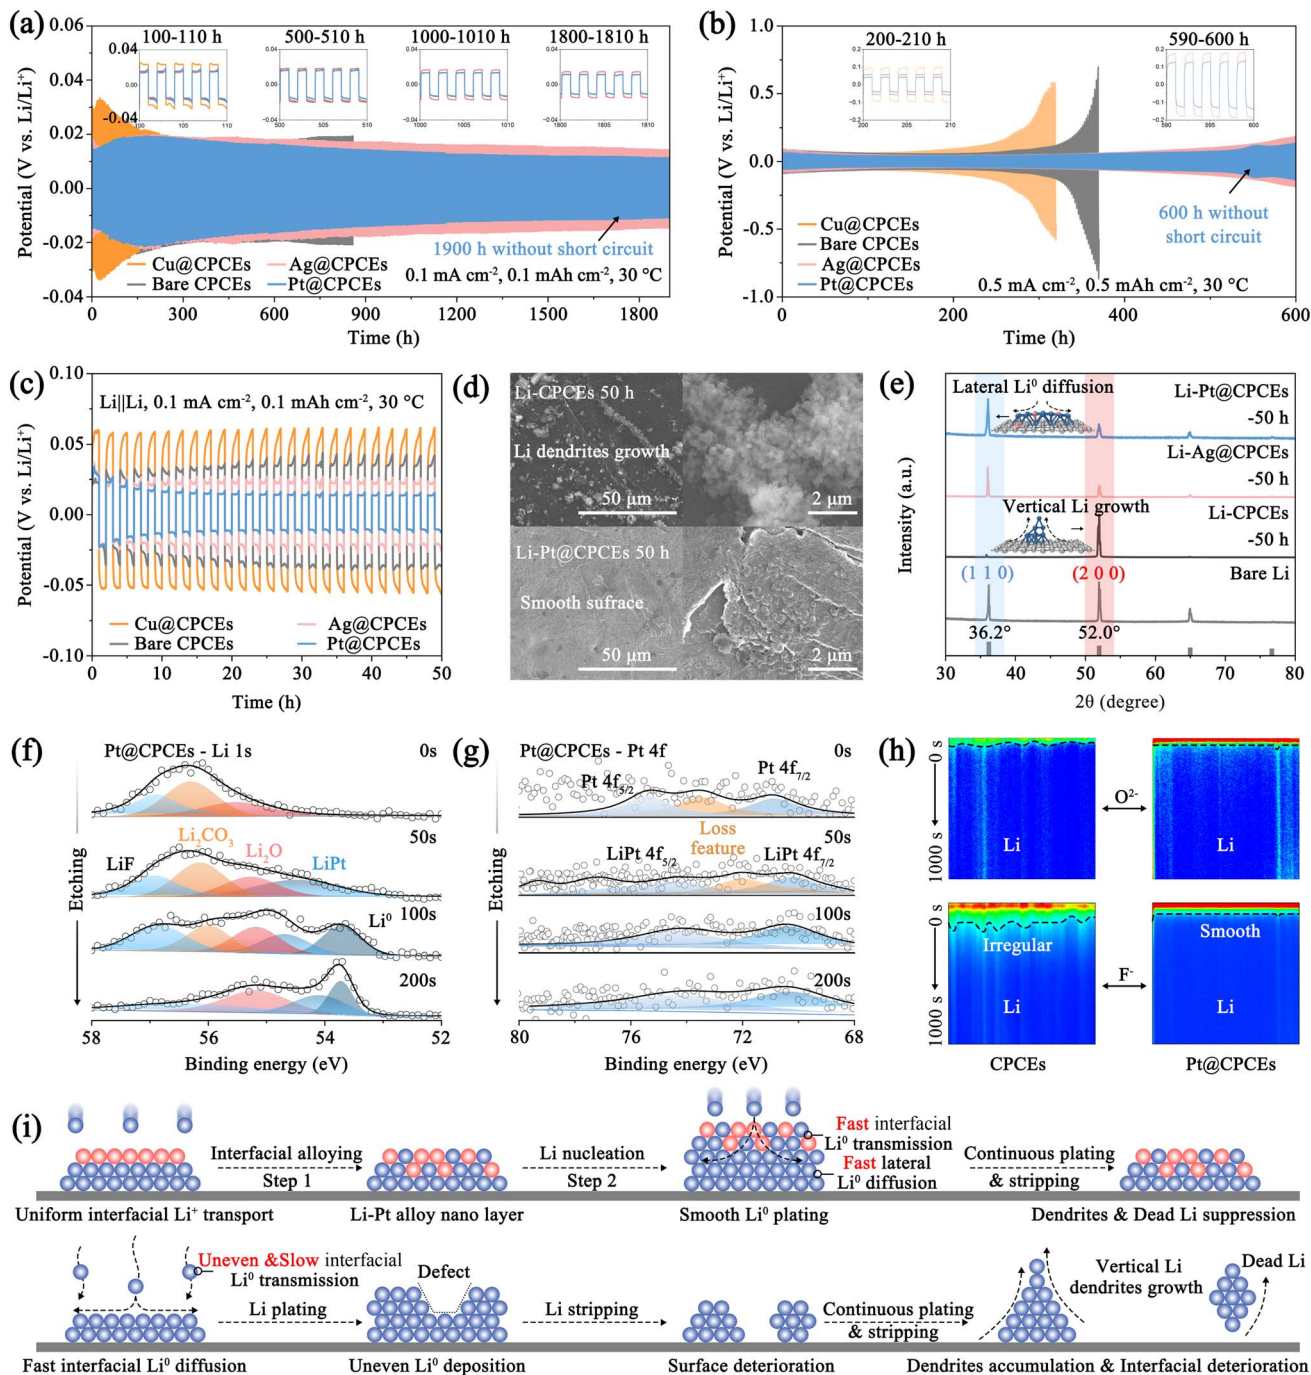 (a)
0.06
0.04
0.02
0.00
-0.02
-0.04
Potential (V vs. Li/Li⁺)
100-110 h
500-510 h
1000-1010 h
1800-1810 h
0.04
0.00
-0.04
100 105 110
500 505 510
1000 1005 1010
1800 1805 1810
1900 h without short circuit
Cu@CPCEs
Ag@CPCEs
Bare CPCEs
Pt@CPCEs
0.1 mA cm⁻², 0.1 mAh cm⁻², 30 °C
0 300 600 900 1200 1500 1800
Time (h)
(b)
1.0
0.5
0.0
-0.5
-1.0
Potential (V vs. Li/Li⁺)
200-210 h
590-600 h
0.2
0.1
0.0
-0.1
-0.2
200 205 210
0.2
0.1
0.0
-0.1
-0.2
590 595 600
Cu@CPCEs
Bare CPCEs
Ag@CPCEs
Pt@CPCEs
600 h without
short circuit
0.5 mA cm⁻², 0.5 mAh cm⁻², 30 °C
0 200 400 600
Time (h)
(c)
0.10
0.05
0.00
-0.05
-0.10
Potential (V vs. Li/Li⁺)
Li||Li, 0.1 mA cm⁻², 0.1 mAh cm⁻², 30 °C
Cu@CPCEs
Ag@CPCEs
Bare CPCEs
Pt@CPCEs
0 5 10 15 20 25 30 35 40 45 50
Time (h)
(d)
Li-CPCEs 50 h
Li dendrites growth
50 μm
2 μm
Li-Pt@CPCEs 50 h
Smooth sufrace
50 μm
2 μm
(e)
Intensity (a.u.)
Lateral Li⁰ diffusion
Li-Pt@CPCEs
-50 h
Li-Ag@CPCEs
-50 h
Vertical Li growth
Li-CPCEs
-50 h
(1 1 0)
(2 0 0)
Bare Li
36.2°
52.0°
30 40 50 60 70 80
2θ (degree)
(f)
Pt@CPCEs - Li 1s
0s
Li₂CO₃
50s
LiF
Li₂O
LiPt
Etching
Li⁰
100s
200s
58 56 54 52
Binding energy (eV)
(g)
Pt@CPCEs - Pt 4f
0s
Pt 4f5/2
Pt 4f7/2
Loss
feature
50s
LiPt 4f5/2
LiPt 4f7/2
Etching
100s
200s
80 76 72 68
Binding energy (eV)
(h)
0 s
1000 s
Li
O²⁻
Li
0 s
1000 s
Irregular
Smooth
Li
F⁻
Li
CPCEs
Pt@CPCEs
(i)
Interfacial alloying
Step 1
Li nucleation
Step 2
Fast interfacial
Li⁰ transmission
Fast lateral
Li⁰ diffusion
Continuous plating
& stripping
Uniform interfacial Li⁺ transport
Li-Pt alloy nano layer
Smooth Li⁰ plating
Dendrites & Dead Li suppression
Uneven &Slow interfacial
Li⁰ transmission
Li plating
Defect
Li stripping
Continuous plating
& stripping
Vertical Li
dendrites growth
Dead Li
Fast interfacial Li⁰ diffusion
Uneven Li⁰ deposition
Surface deterioration
Dendrites accumulation & Interfacial deterioration